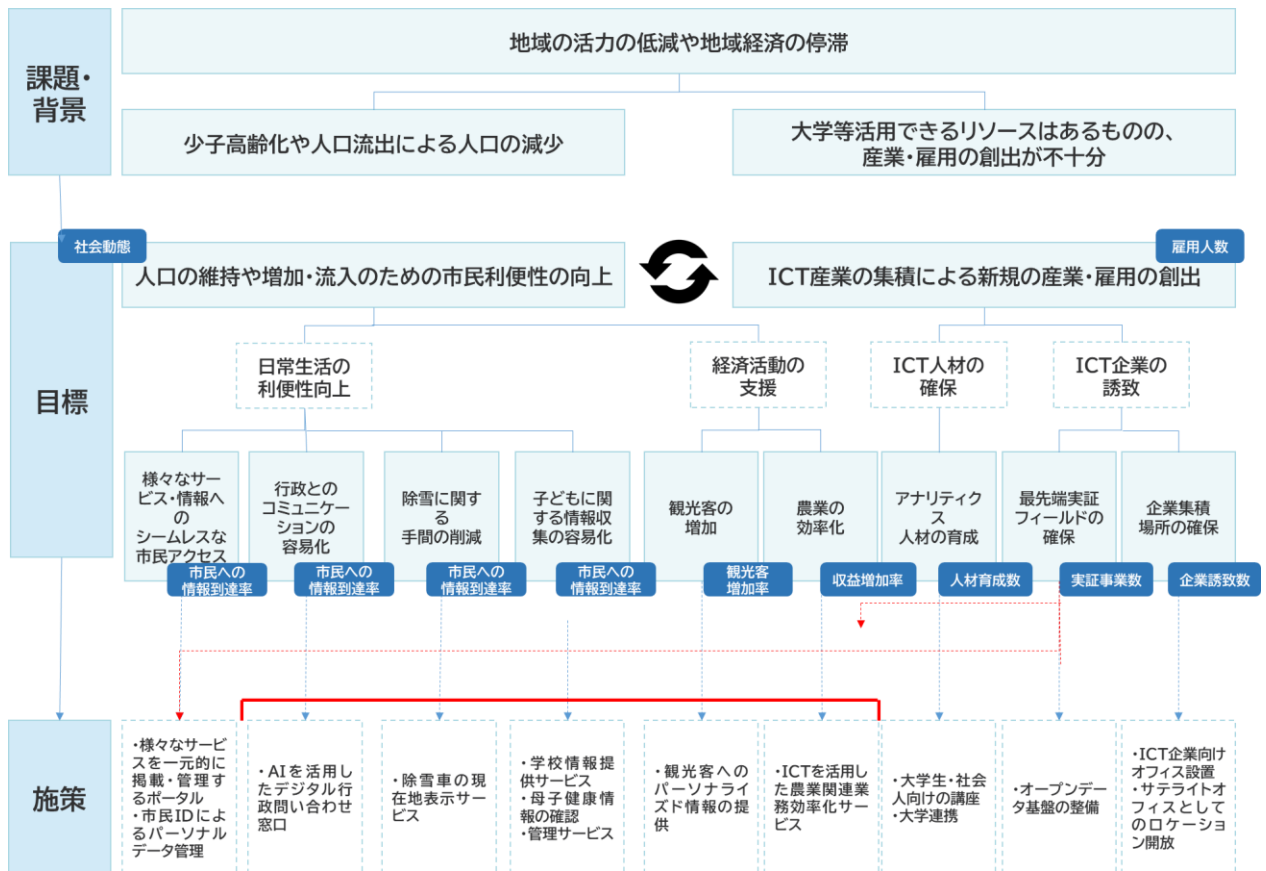 課題・
背景
地域の活力の低減や地域経済の停滞
少子高齢化や人口流出による人口の減少
大学等活用できるリソースはあるものの、
産業・雇用の創出が不十分
目標
社会動態
人口の維持や増加・流入のための市民利便性の向上
雇用人数
ICT産業の集積による新規の産業・雇用の創出
日常生活の
利便性向上
経済活動の
支援
ICT人材の
確保
ICT企業の
誘致
様々なサー
ビス・情報へ
の
シームレスな
市民アクセス
行政との
コミュニケー
ションの
容易化
除雪に関す
る
手間の削減
子どもに関
する情報収
集の容易化
観光客の
増加
農業の
効率化
アナリティク
ス
人材の育成
最先端実証
フィールドの
確保
企業集積
場所の確保
市民への
情報到達率
市民への
情報到達率
市民への
情報到達率
市民への
情報到達率
観光客
増加率
収益増加率
人材育成数
実証事業数
企業誘致数
施策
・様々なサービ
スを一元的に
掲載・管理す
るポータル
・市民IDによ
るパーソナル
データ管理
・AIを活用し
たデジタル行
政問い合わせ
窓口
・除雪車の現
在地表示サー
ビス
・学校情報提
供サービス
・母子健康情
報の確認
・管理サービス
・観光客への
パーソナライ
ズド情報の提
供
・ICTを活用し
た農業関連業
務効率化サー
ビス
・大学生・社会
人向けの講座
・大学連携
・オープンデー
タ基盤の整備
・ICT企業向け
オフィス設置
・サテライトオ
フィスとして
のロケーショ
ン開放